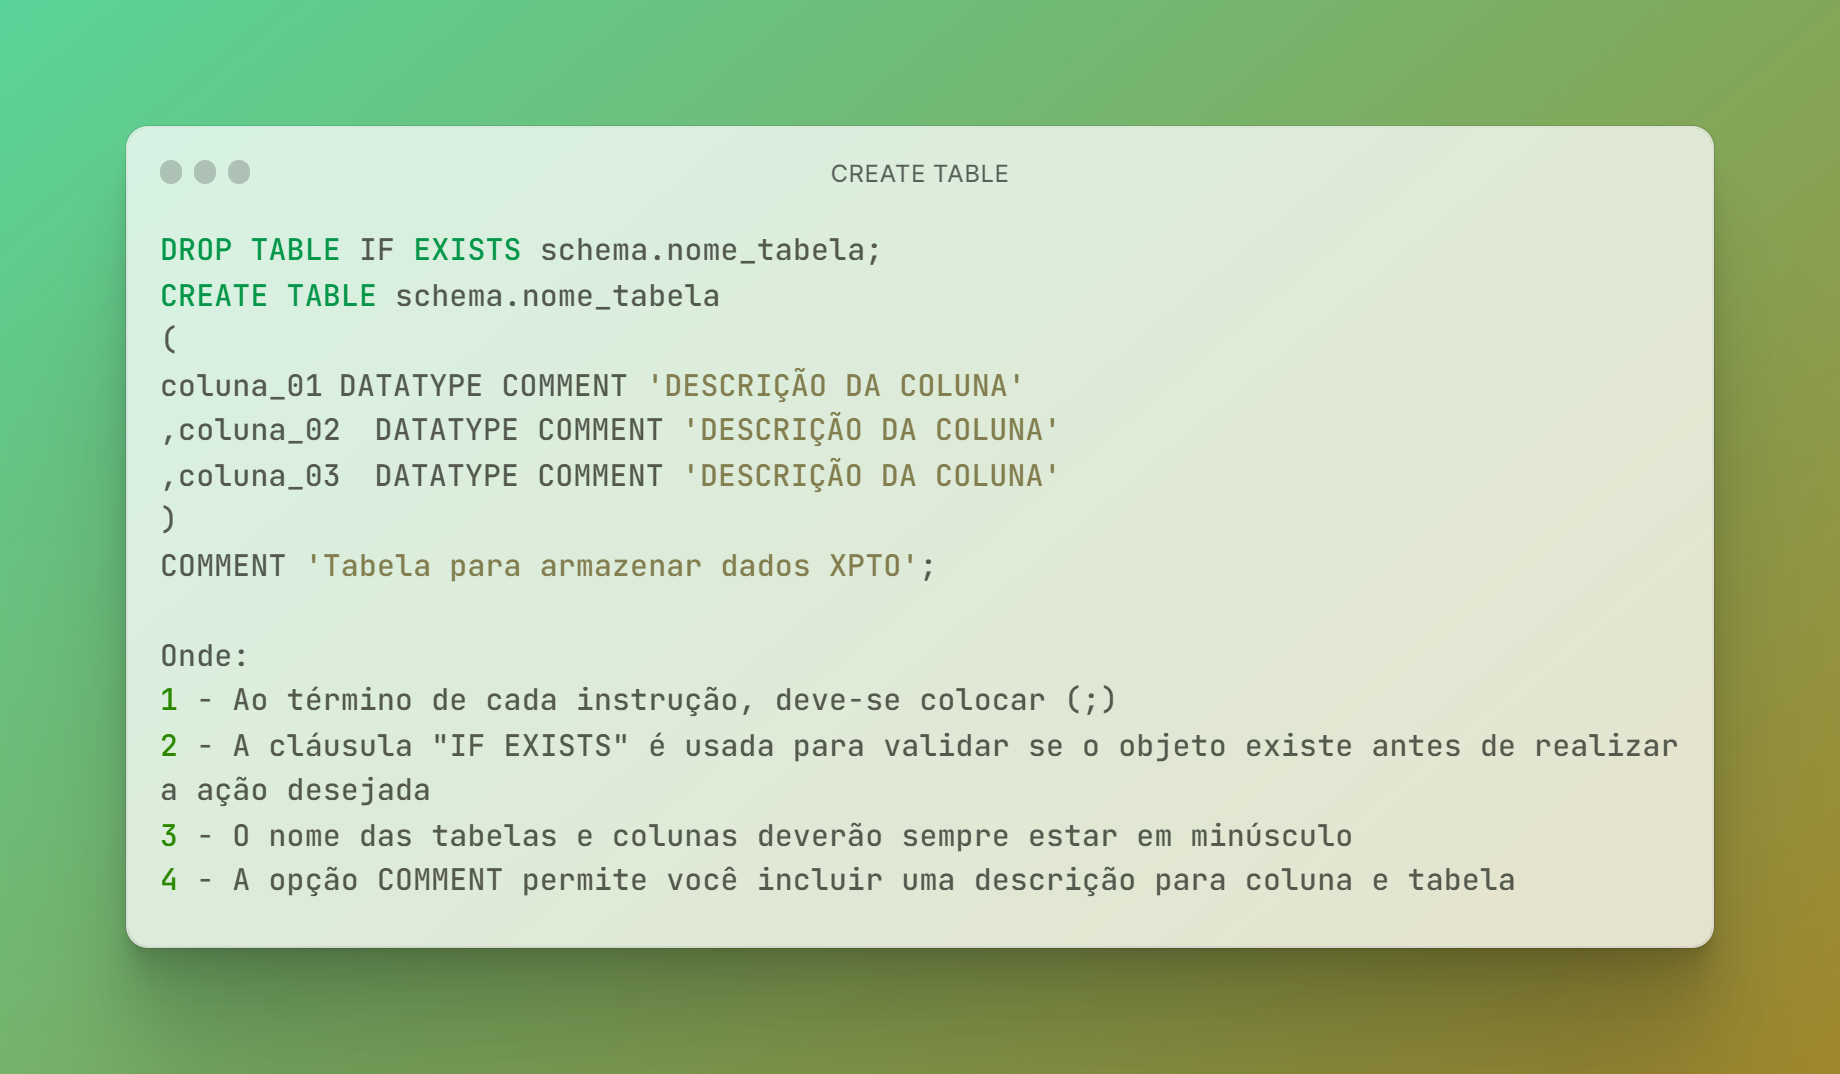 CREATE TABLE
DROP TABLE IF EXISTS schema.nome_tabela;
CREATE TABLE schema.nome_tabela
(
coluna_01 DATATYPE COMMENT 'DESCRIÇÃO DA COLUNA'
,coluna_02  DATATYPE COMMENT 'DESCRIÇÃO DA COLUNA'
,coluna_03  DATATYPE COMMENT 'DESCRIÇÃO DA COLUNA'
)
COMMENT 'Tabela para armazenar dados XPTO';
Onde:
1 - Ao término de cada instrução, deve-se colocar (;)
2 - A cláusula "IF EXISTS" é usada para validar se o objeto existe antes de realizar
a ação desejada
3 - O nome das tabelas e colunas deverão sempre estar em minúsculo
4 - A opção COMMENT permite você incluir uma descrição para coluna e tabela